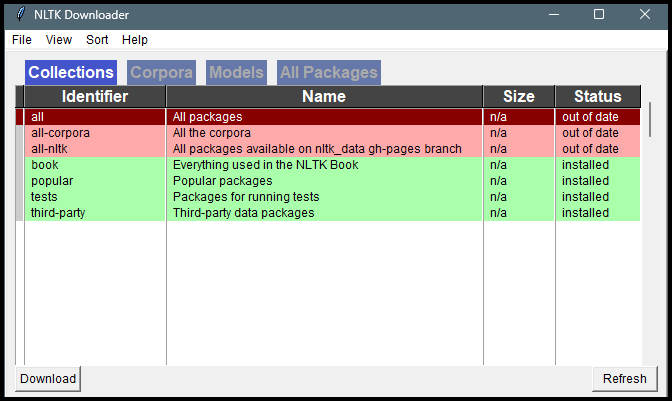 NLTK Downloader
File View Sort Help
Collections Corpora Models All Packages
Identifier Name Size Status
all All packages n/a out of date
all-corpora All the corpora n/a out of date
all-nltk All packages available on nltk_data gh-pages branch n/a out of date
book Everything used in the NLTK Book n/a installed
popular Popular packages n/a installed
tests Packages for running tests n/a installed
third-party Third-party data packages n/a installed
Download Refresh